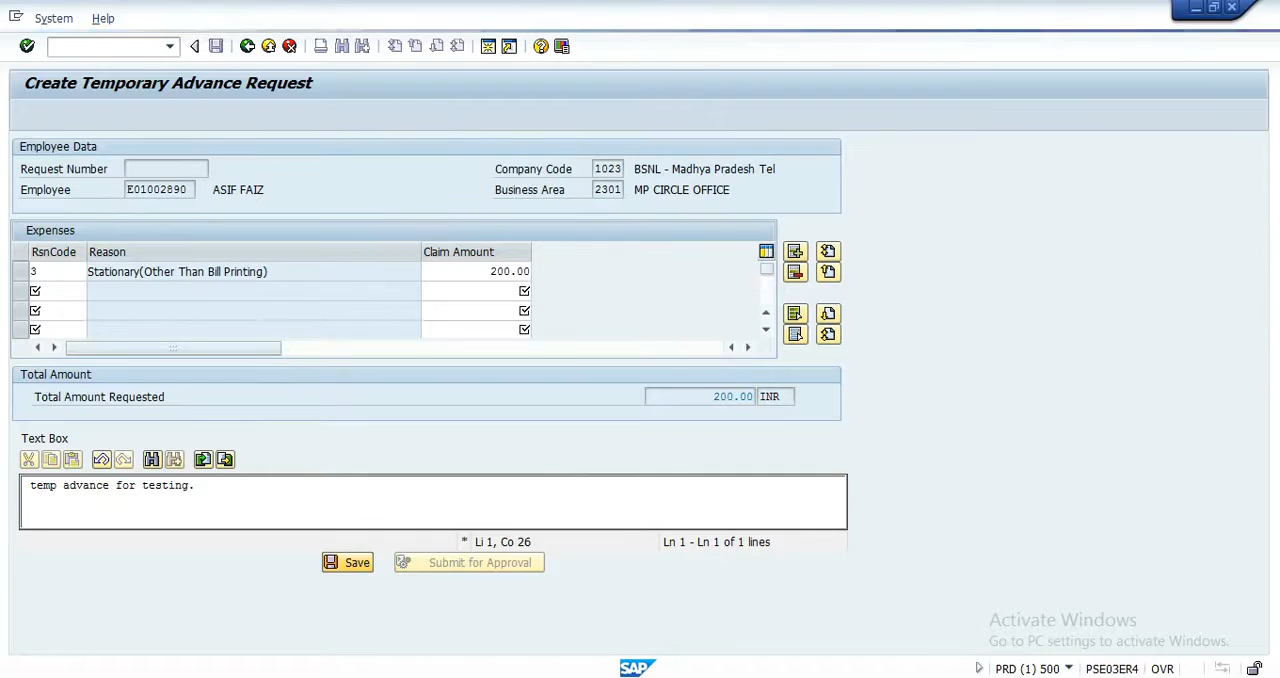 System Help
Create Temporary Advance Request
Employee Data
Request Number Company Code 1023 BSNL - Madhya Pradesh Tel
Employee E01002890 ASIF FAIZ Business Area 2301 MP CIRCLE OFFICE
Expenses
RsnCode Reason Claim Amount
3 Stationary(Other Than Bill Printing) 200.00
Total Amount
Total Amount Requested 200.00 INR
Text Box
temp advance for testing.
* Li 1, Co 26 Ln 1 - Ln 1 of 1 lines
Save Submit for Approval
Activate Windows
Go to PC settings to activate Windows.
SAP PRD (1) 500 PSE03ER4 OVR